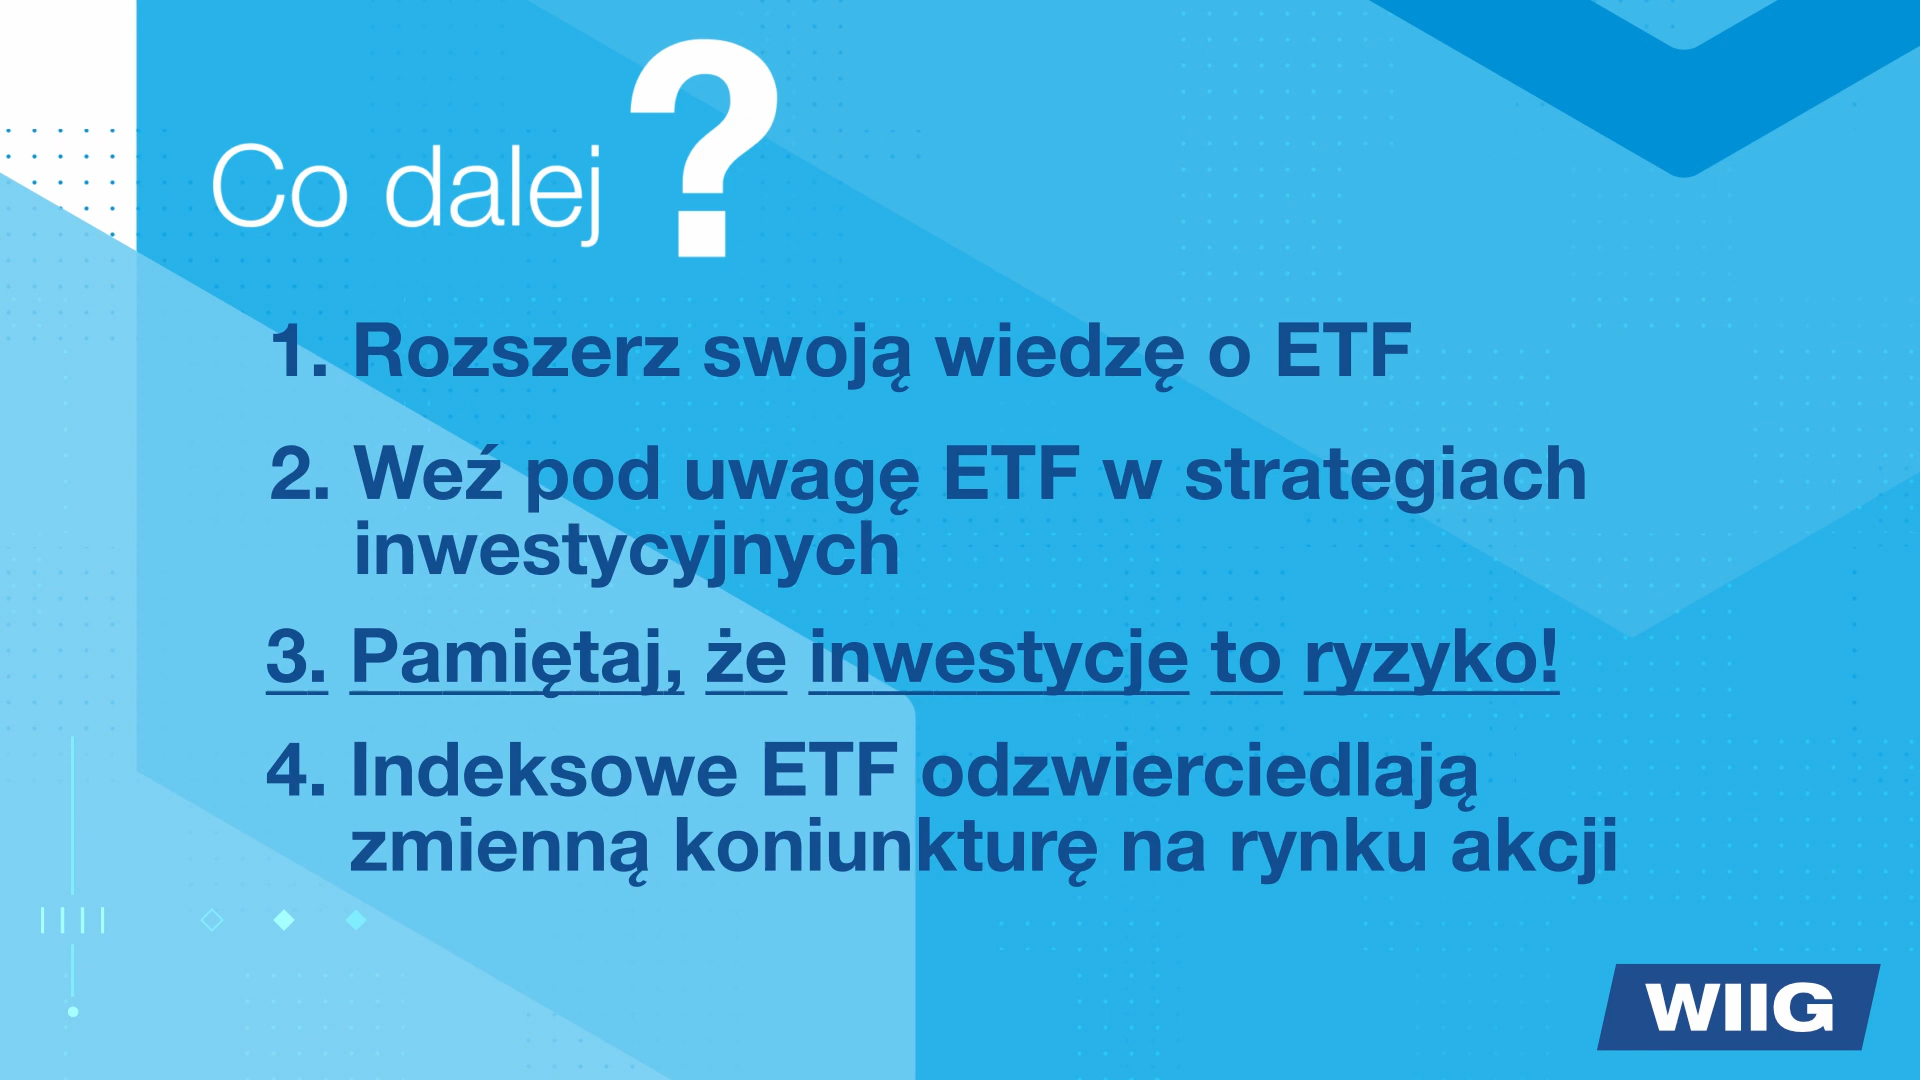 Co dalej?
1. Rozszerz swoją wiedzę o ETF
2. Weź pod uwagę ETF w strategiach
inwestycyjnych
3. Pamiętaj, że inwestycje to ryzyko!
4. Indeksowe ETF odzwierciedlają
zmienną koniunkturę na rynku akcji
WIIG